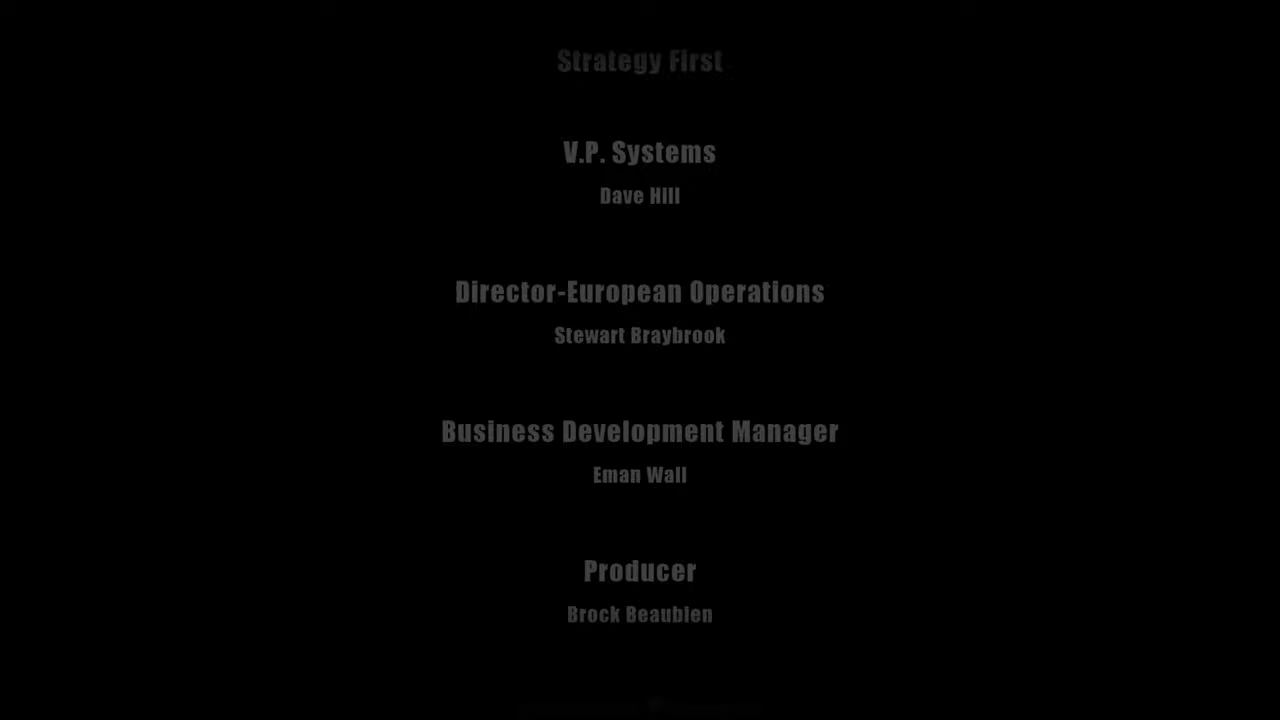 Strategy First
V.P. Systems
Dave Hill
Director-European Operations
Stewart Braybrook
Business Development Manager
Eman Wall
Producer
Brock Beaubien